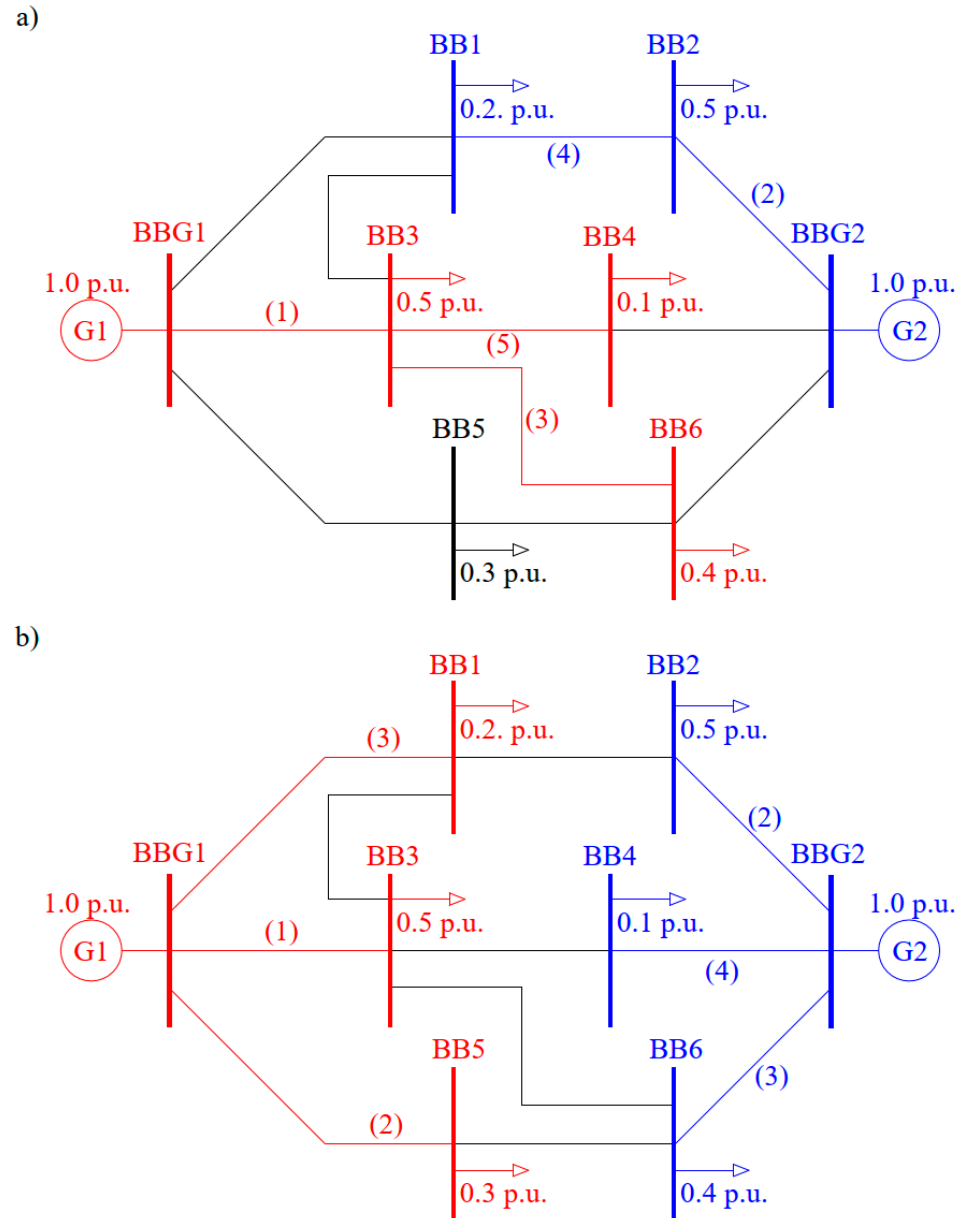 a)
BB1 BB2
0.2. p.u. 0.5 p.u.
(4)
(2)
BBG1 BB3 BB4 BBG2
1.0 p.u. 0.5 p.u. 0.1 p.u. 1.0 p.u.
G1 (1) (5) G2
(3)
BB5 BB6
0.3 p.u. 0.4 p.u.
b)
BB1 BB2
0.2. p.u. 0.5 p.u.
(3)
(2)
BBG1 BB3 BB4 BBG2
1.0 p.u. 0.5 p.u. 0.1 p.u. 1.0 p.u.
G1 (1) (4) G2
BB5 BB6
(3)
(2)
0.3 p.u. 0.4 p.u.